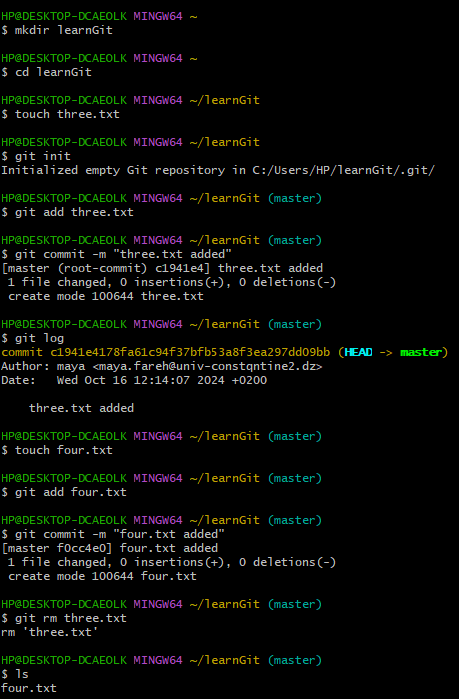 HP@DESKTOP-DCAEOLK MINGW64 ~
$ mkdir learnGit
HP@DESKTOP-DCAEOLK MINGW64 ~
$ cd learnGit
HP@DESKTOP-DCAEOLK MINGW64 ~/learnGit
$ touch three.txt
HP@DESKTOP-DCAEOLK MINGW64 ~/learnGit
$ git init
Initialized empty Git repository in C:/Users/HP/learnGit/.git/
HP@DESKTOP-DCAEOLK MINGW64 ~/learnGit (master)
$ git add three.txt
HP@DESKTOP-DCAEOLK MINGW64 ~/learnGit (master)
$ git commit -m "three.txt added"
[master (root-commit) c1941e4] three.txt added
 1 file changed, 0 insertions(+), 0 deletions(-)
 create mode 100644 three.txt
HP@DESKTOP-DCAEOLK MINGW64 ~/learnGit (master)
$ git log
commit c1941e4178fa61c94f37bfb53a8f3ea297dd09bb (HEAD -> master)
Author: maya <maya.fareh@univ-constqntine2.dz>
Date:   Wed Oct 16 12:14:07 2024 +0200
    three.txt added
HP@DESKTOP-DCAEOLK MINGW64 ~/learnGit (master)
$ touch four.txt
HP@DESKTOP-DCAEOLK MINGW64 ~/learnGit (master)
$ git add four.txt
HP@DESKTOP-DCAEOLK MINGW64 ~/learnGit (master)
$ git commit -m "four.txt added"
[master f0cc4e0] four.txt added
 1 file changed, 0 insertions(+), 0 deletions(-)
 create mode 100644 four.txt
HP@DESKTOP-DCAEOLK MINGW64 ~/learnGit (master)
$ git rm three.txt
rm 'three.txt'
HP@DESKTOP-DCAEOLK MINGW64 ~/learnGit (master)
$ ls
four.txt